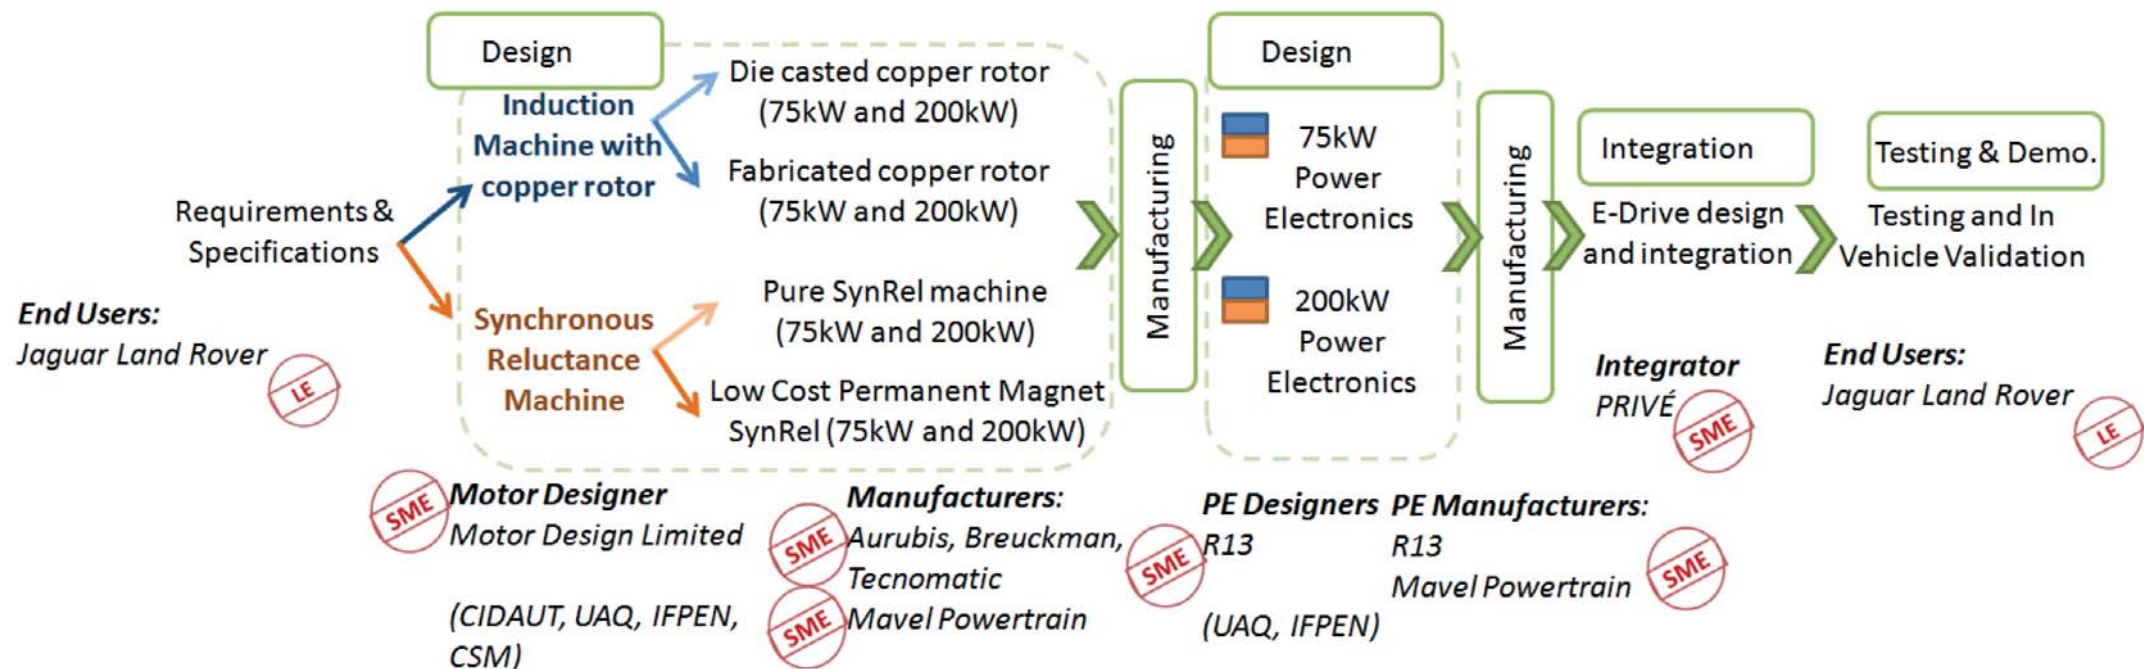 Requirements &
Specifications
End Users:
Jaguar Land Rover
LE
Design
Induction
Machine with
copper rotor
Die casted copper rotor
(75kW and 200kW)
Fabricated copper rotor
(75kW and 200kW)
Synchronous
Reluctance
Machine
Pure SynRel machine
(75kW and 200kW)
Low Cost Permanent Magnet
SynRel (75kW and 200kW)
SME
Motor Designer
Motor Design Limited
(CIDAUT, UAQ, IFPEN,
CSM)
Manufacturing
SME
SME
Manufacturers:
Aurubis, Breuckman,
Tecnomatic
Mavel Powertrain
Design
75kW
Power
Electronics
200kW
Power
Electronics
SME
PE Designers
R13
(UAQ, IFPEN)
Manufacturing
PE Manufacturers:
R13
Mavel Powertrain
SME
Integration
E-Drive design
and integration
Integrator
PRIVÉ
SME
Testing & Demo.
Testing and In
Vehicle Validation
End Users:
Jaguar Land Rover
LE